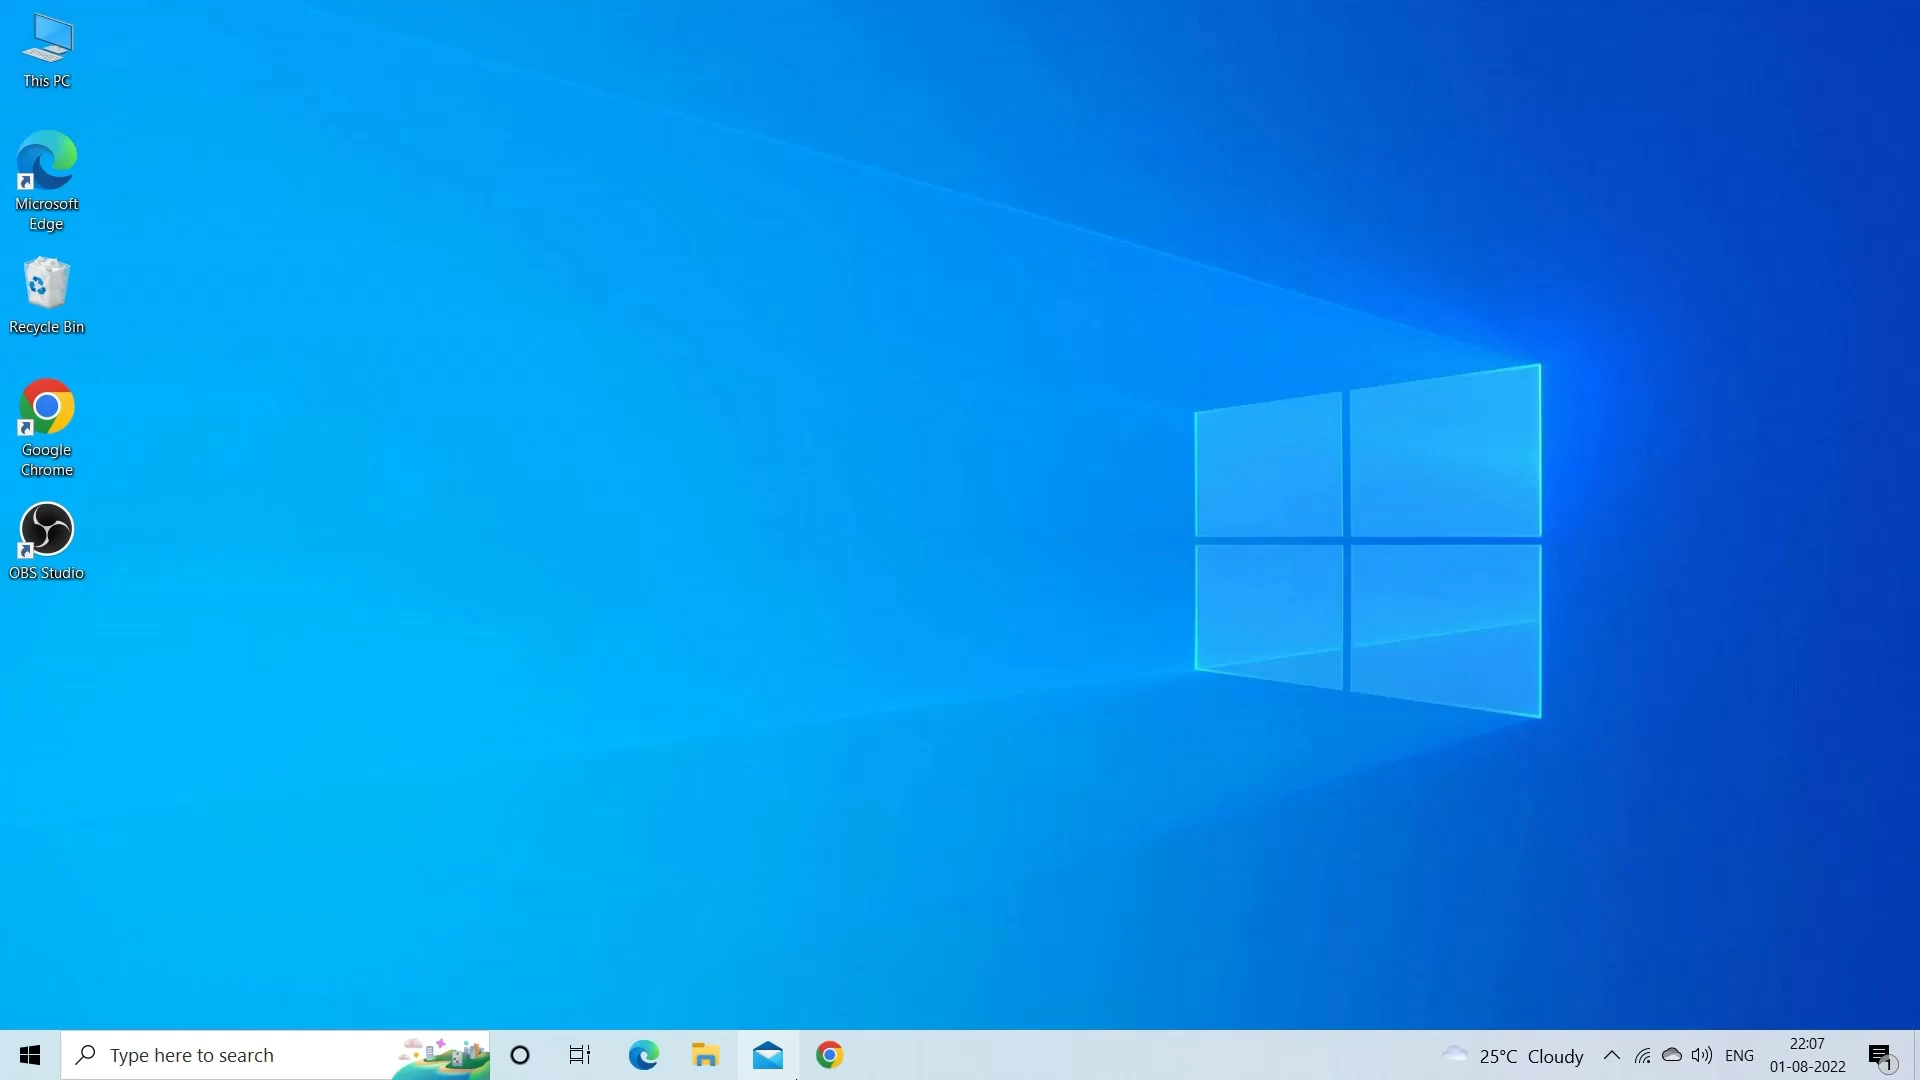 This PC
Microsoft
Edge
Recycle Bin
Google
Chrome
OBS Studio
Type here to search
25°C Cloudy
ENG
22:07
01-08-2022
1